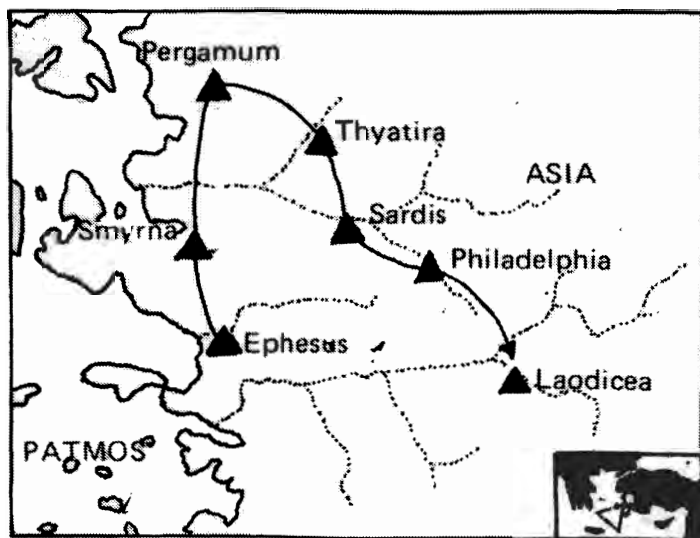 Pergamum
Thyatira
ASIA
Sardis
Smyrna
Philadelphia
Ephesus
Laodicea
PATMOS